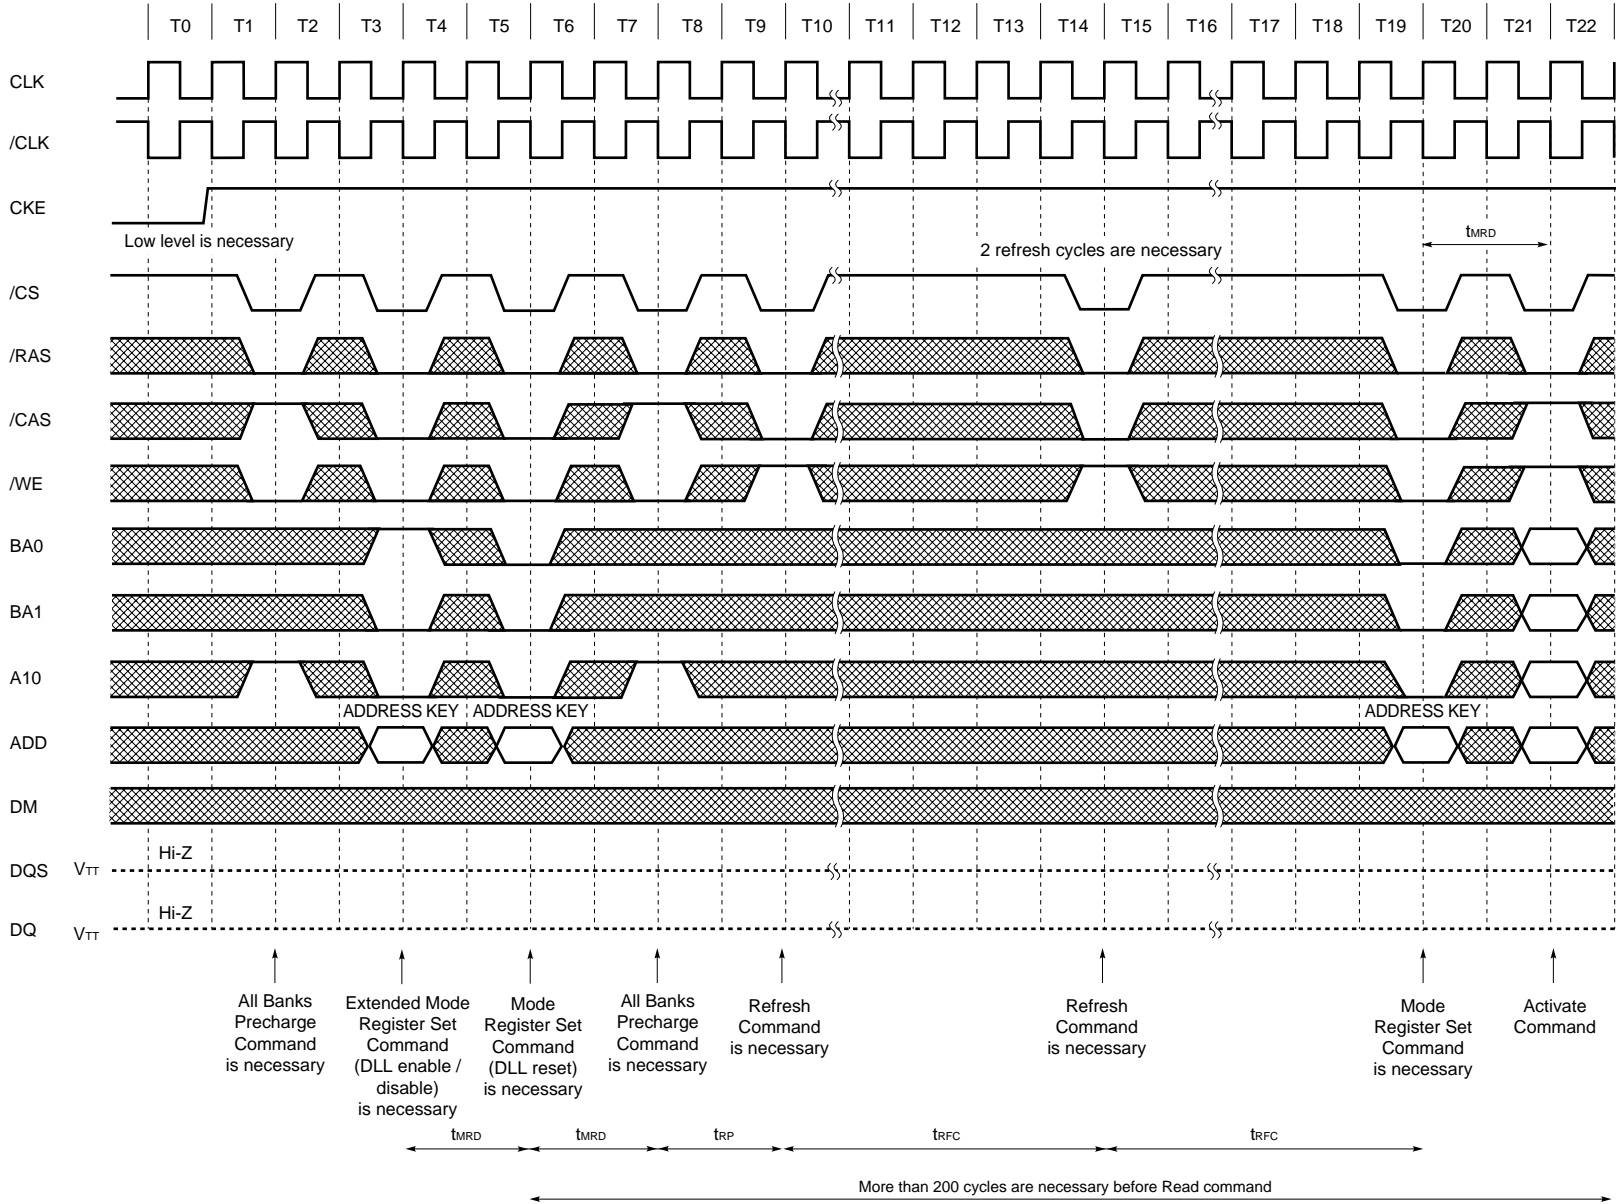 T0 T1 T2 T3 T4 T5 T6 T7 T8 T9 T10 T11 T12 T13 T14 T15 T16 T17 T18 T19 T20 T21 T22
CLK
/CLK
CKE
Low level is necessary
2 refresh cycles are necessary
tMRD
/CS
/RAS
/CAS
/WE
BA0
BA1
A10
ADDRESS KEY ADDRESS KEY ADDRESS KEY
ADD
DM
Hi-Z
DQS VTT
Hi-Z
DQ VTT
All Banks
Precharge
Command
is necessary
Extended Mode
Register Set
Command
(DLL enable /
disable)
is necessary
Mode
Register Set
Command
(DLL reset)
is necessary
All Banks
Precharge
Command
is necessary
Refresh
Command
is necessary
Refresh
Command
is necessary
Mode
Register Set
Command
is necessary
Activate
Command
tMRD tMRD tRP tRFC tRFC
More than 200 cycles are necessary before Read command